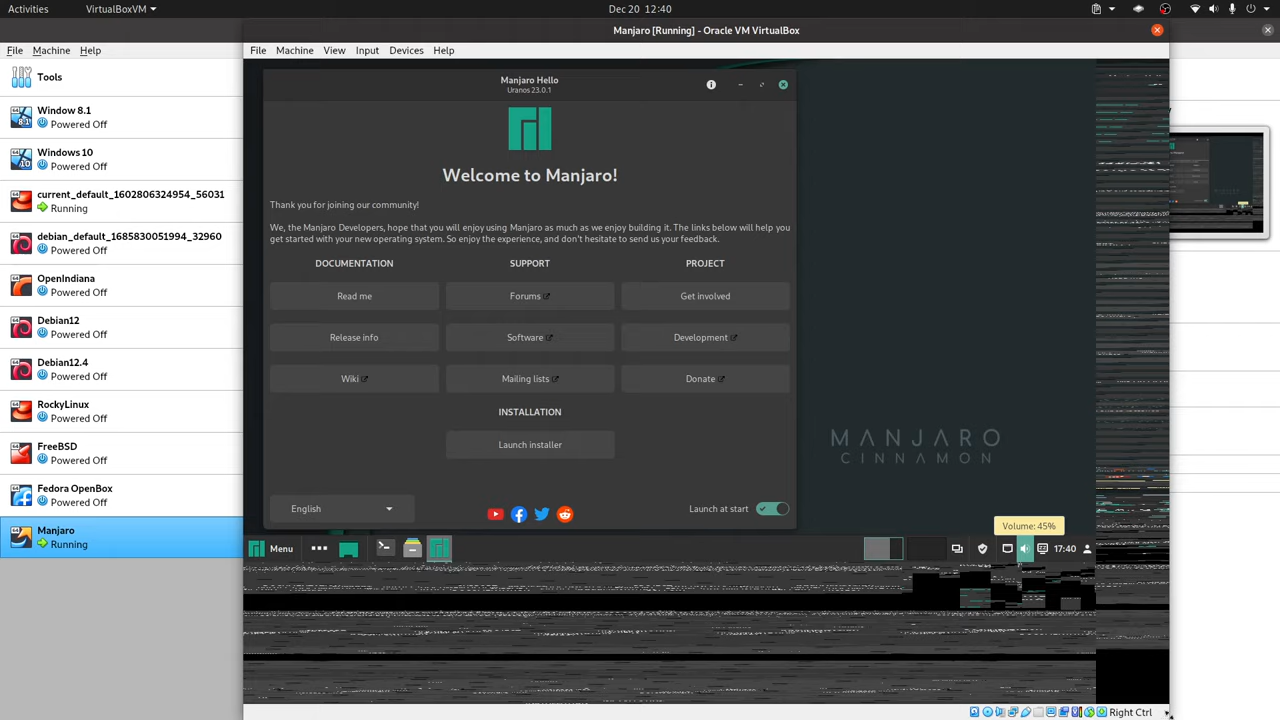 Activities VirtualBoxVM Dec 20 12:40
Manjaro [Running] - Oracle VM VirtualBox
File Machine Help
File Machine View Input Devices Help
Tools
Window 8.1
Powered Off
Windows 10
Powered Off
current_default_1602806324954_56031
Running
debian_default_1685830051994_32960
Powered Off
OpenIndiana
Powered Off
Debian12
Powered Off
Debian12.4
Powered Off
RockyLinux
Powered Off
FreeBSD
Powered Off
Fedora OpenBox
Powered Off
Manjaro
Running
Manjaro Hello
Uranos 23.0.1
Welcome to Manjaro!
Thank you for joining our community!
We, the Manjaro Developers, hope that you will enjoy using Manjaro as much as we enjoy building it. The links below will help you
get started with your new operating system. So enjoy the experience, and don't hesitate to send us your feedback.
DOCUMENTATION SUPPORT PROJECT
Read me Forums Get involved
Release info Software Development
Wiki Mailing lists Donate
INSTALLATION
Launch installer
English Launch at start
MANJARO
CINNAMON
Volume: 45%
Menu 17:40
Right Ctrl